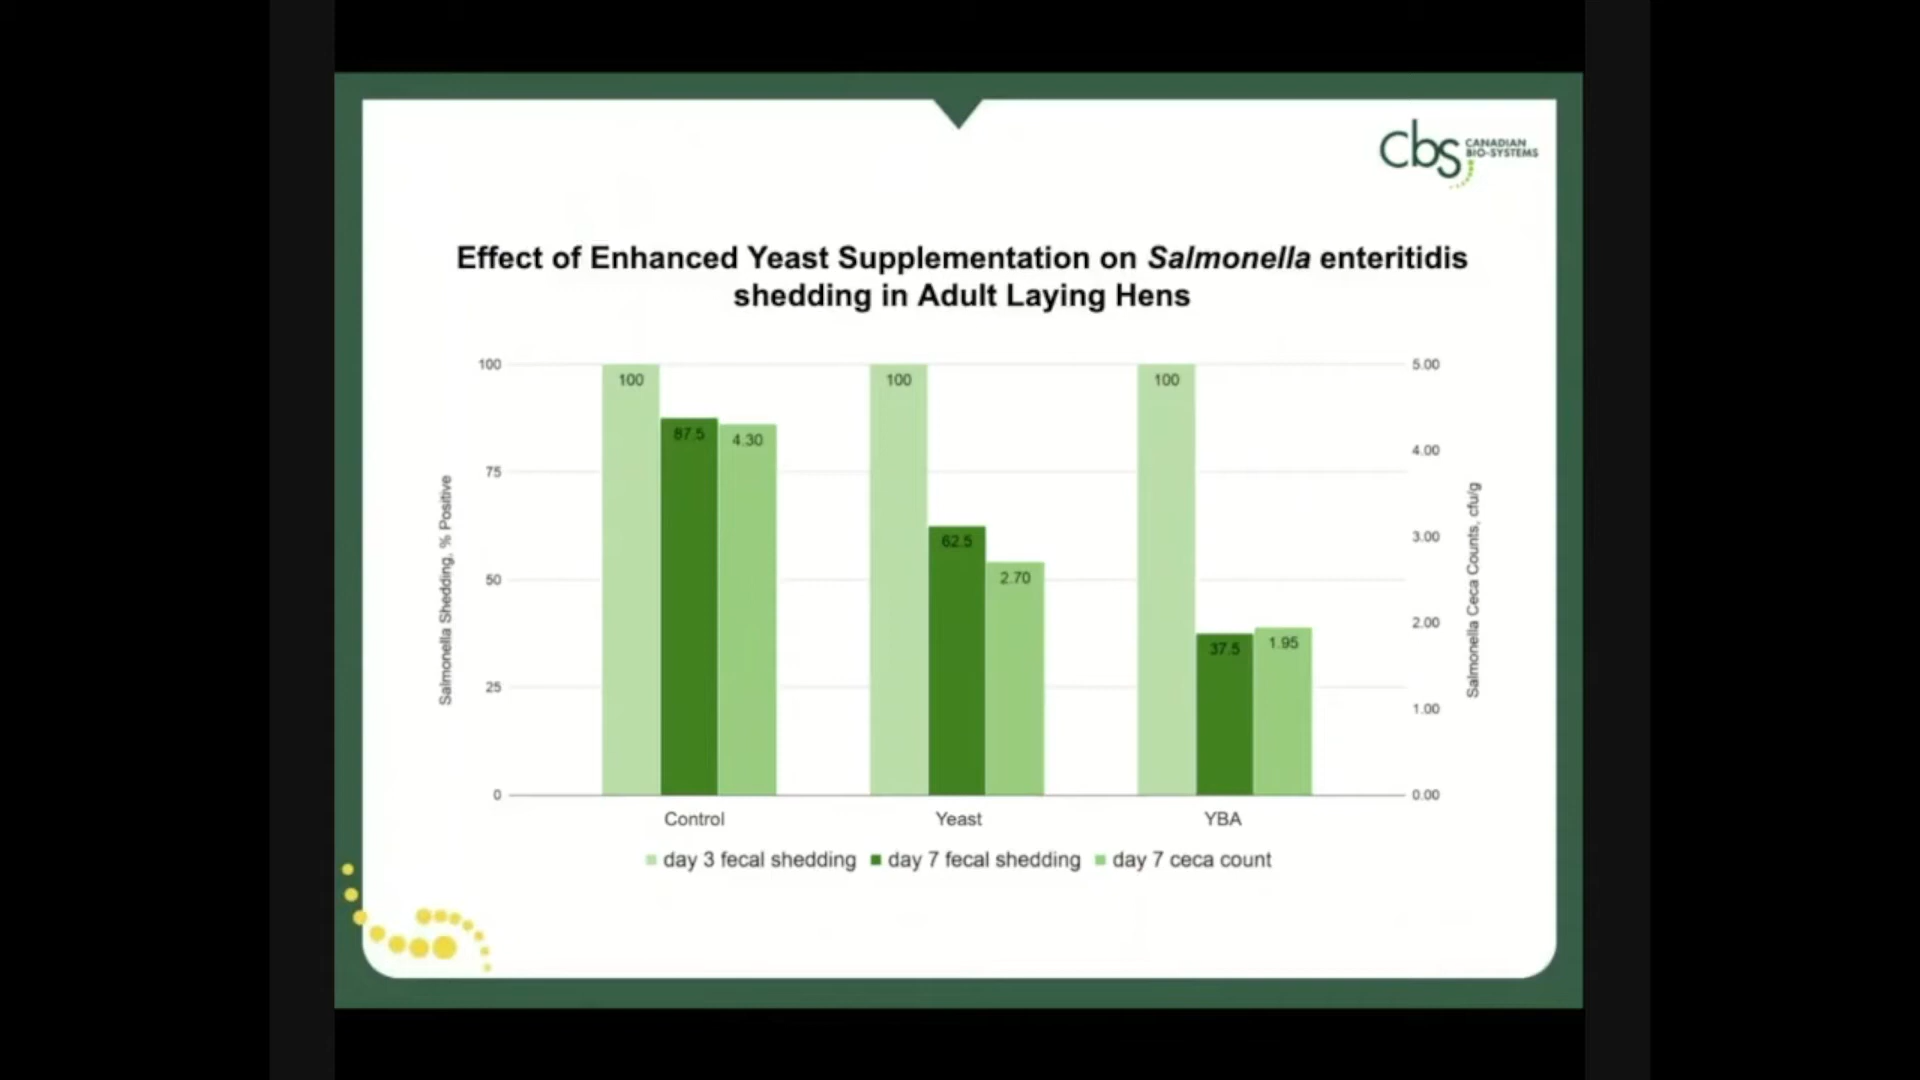 cbs CANADIAN
BIO-SYSTEMS
Effect of Enhanced Yeast Supplementation on Salmonella enteritidis
shedding in Adult Laying Hens
Salmonella Shedding, % Positive
100
75
50
25
0
100
87.5
4.30
100
62.5
2.70
100
37.5
1.95
5.00
4.00
3.00
2.00
1.00
0.00
Salmonella Ceca Counts, cfu/g
Control Yeast YBA
day 3 fecal shedding day 7 fecal shedding day 7 ceca count